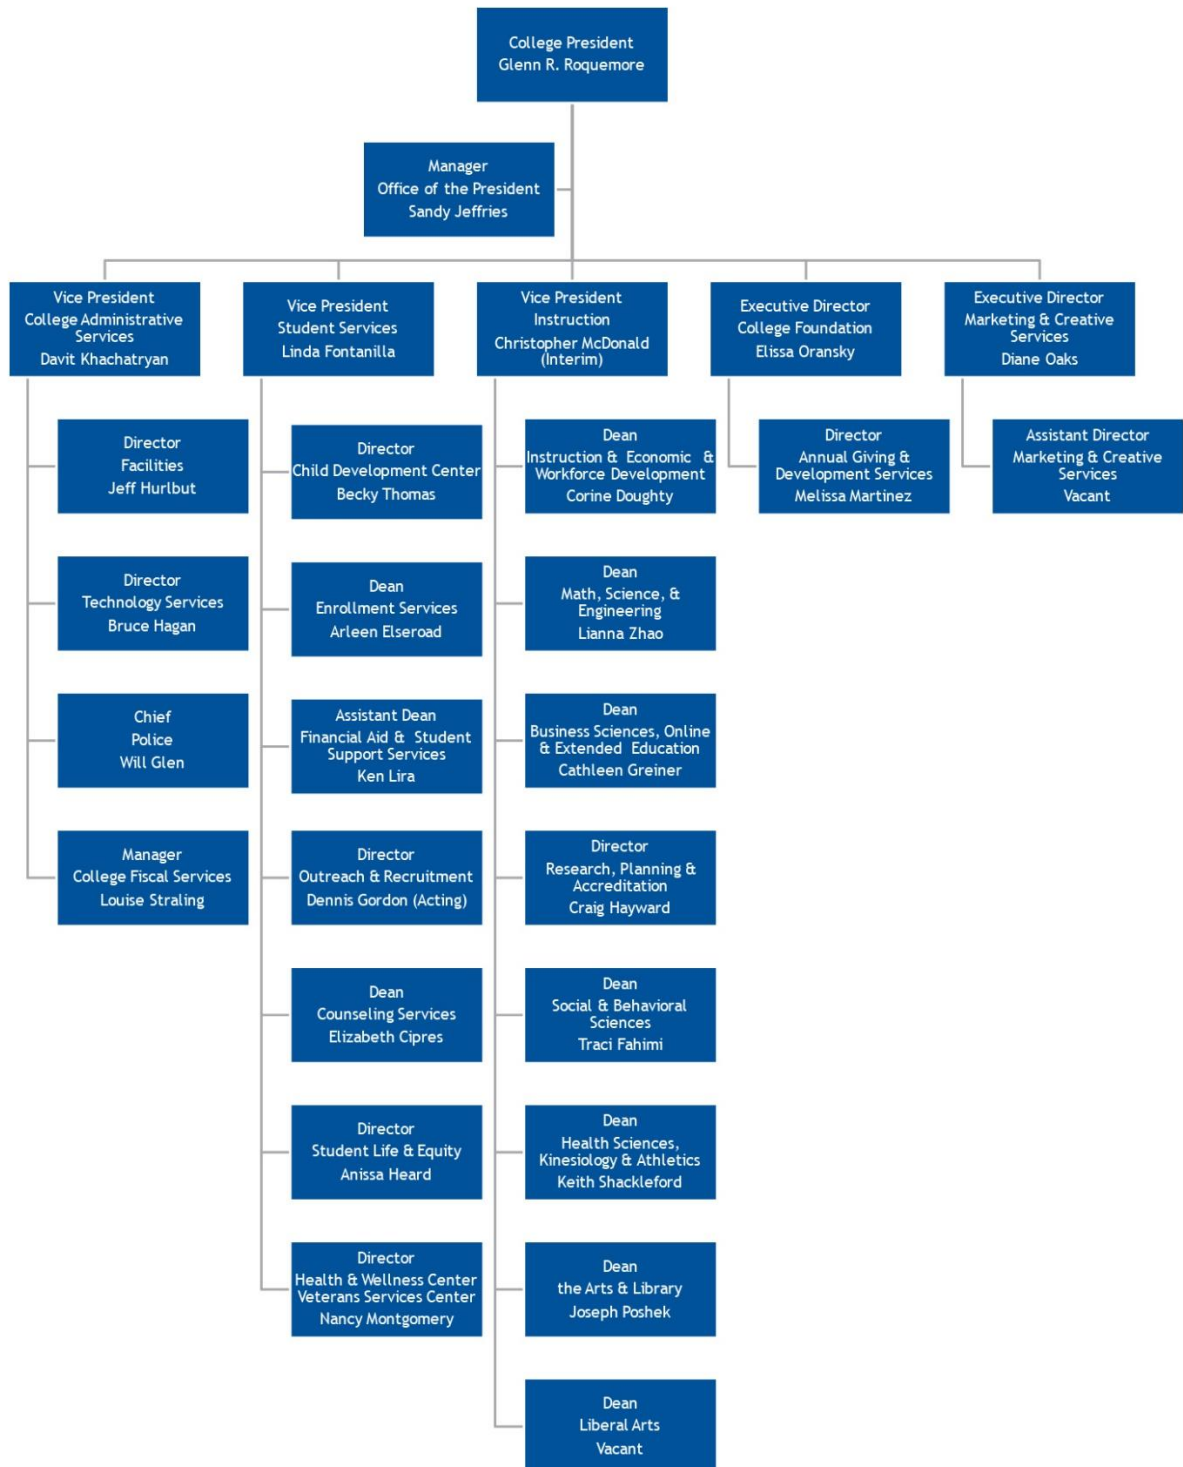 College President
Glenn R. Roquemore
Manager
Office of the President
Sandy Jeffries
Vice President
College Administrative
Services
Davit Khachatryan
Vice President
Student Services
Linda Fontanilla
Vice President
Instruction
Christopher McDonald
(Interim)
Executive Director
College Foundation
Elissa Oransky
Executive Director
Marketing & Creative
Services
Diane Oaks
Director
Facilities
Jeff Hurlbut
Director
Technology Services
Bruce Hagan
Chief
Police
Will Glen
Manager
College Fiscal Services
Louise Straling
Director
Child Development Center
Becky Thomas
Dean
Enrollment Services
Arleen Elseroad
Assistant Dean
Financial Aid & Student
Support Services
Ken Lira
Director
Outreach & Recruitment
Dennis Gordon (Acting)
Dean
Counseling Services
Elizabeth Cipres
Director
Student Life & Equity
Anissa Heard
Director
Health & Wellness Center
Veterans Services Center
Nancy Montgomery
Dean
Instruction & Economic &
Workforce Development
Corine Doughty
Dean
Math, Science, &
Engineering
Lianna Zhao
Dean
Business Sciences, Online
& Extended Education
Cathleen Greiner
Director
Research, Planning &
Accreditation
Craig Hayward
Dean
Social & Behavioral
Sciences
Traci Fahimi
Dean
Health Sciences,
Kinesiology & Athletics
Keith Shackleford
Dean
the Arts & Library
Joseph Poshek
Dean
Liberal Arts
Vacant
Director
Annual Giving &
Development Services
Melissa Martinez
Assistant Director
Marketing & Creative
Services
Vacant